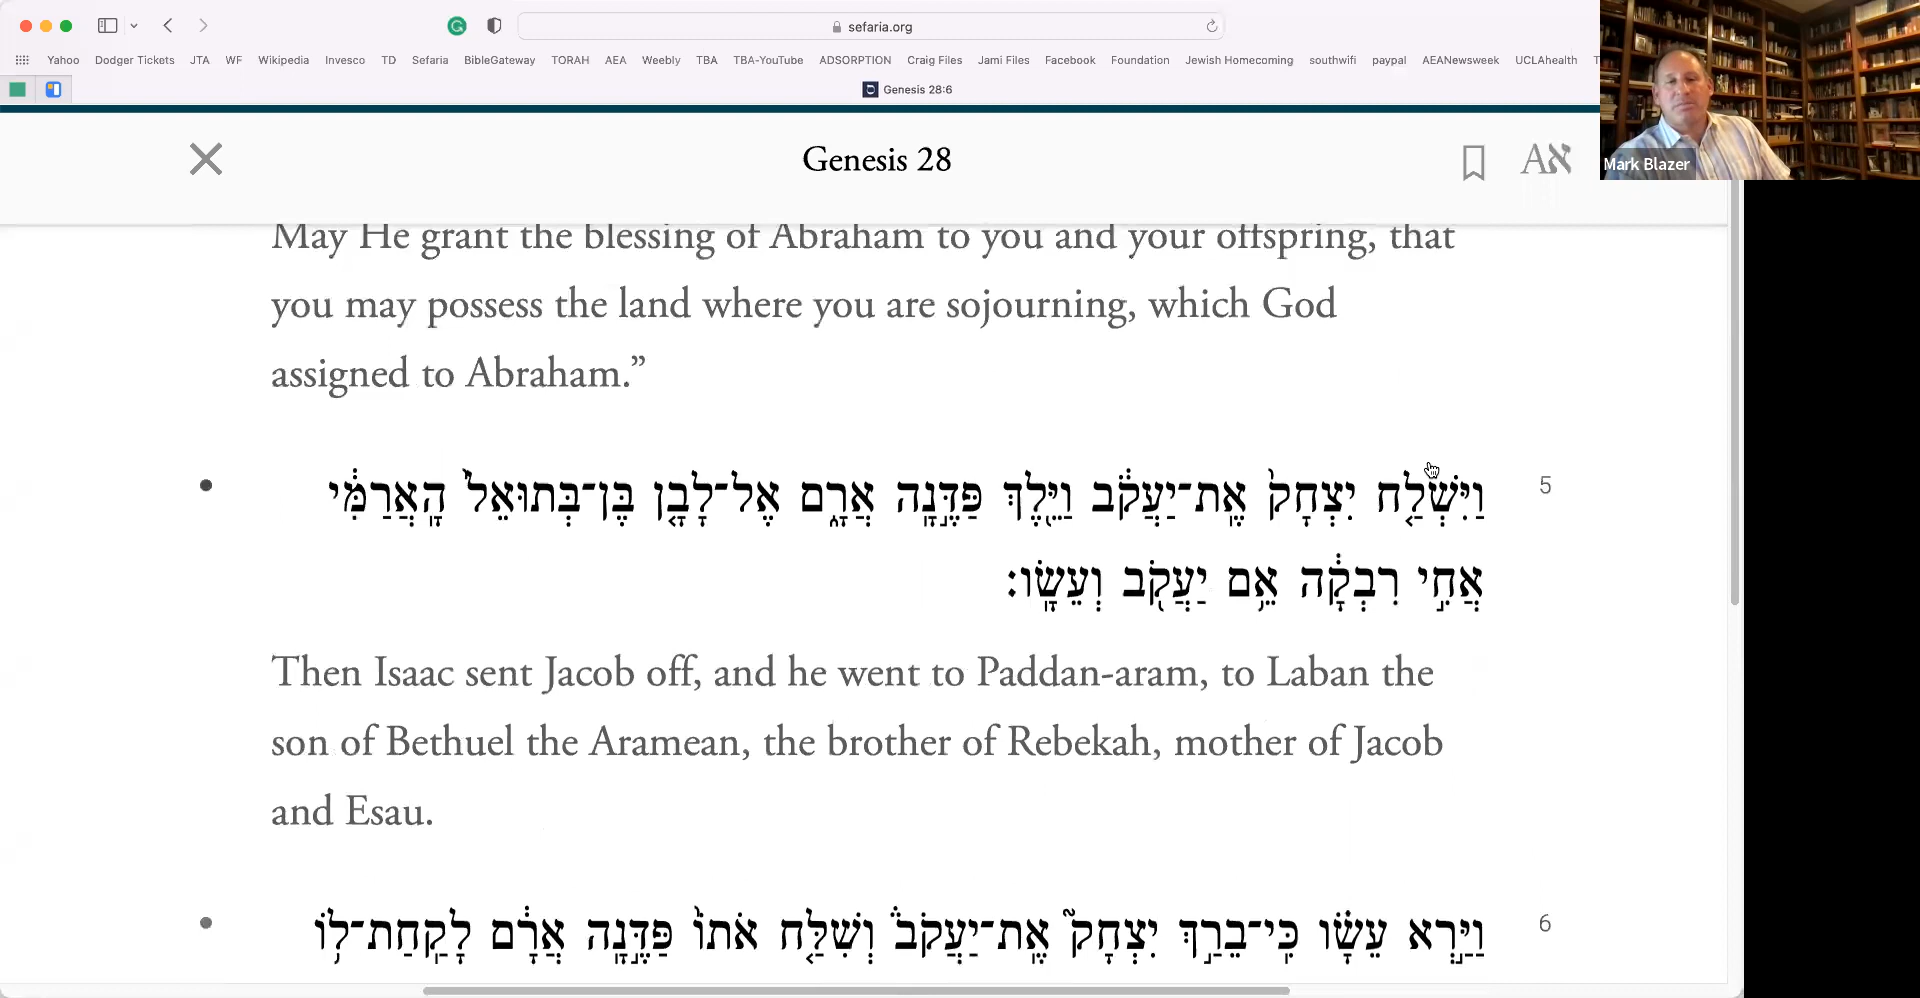 sefaria.org
Yahoo Dodger Tickets JTA WF Wikipedia Invesco TD Sefaria BibleGateway TORAH AEA Weebly TBA TBA-YouTube ADSORPTION Craig Files Jami Files Facebook Foundation Jewish Homecoming southwifi paypal AEANewsweek UCLAhealth
Genesis 28:6
Genesis 28
Aא
Mark Blazer
May He grant the blessing of Abraham to you and your offspring, that
you may possess the land where you are sojourning, which God
assigned to Abraham.”
5
וַיִּשְׁלַ֤ח יִצְחָק֙ אֶֽת־יַעֲקֹ֔ב וַיֵּ֖לֶךְ פַּדֶּ֣נָֽה אֲרָ֑ם אֶל־לָבָ֤ן בֶּן־בְּתוּאֵל֙ הָֽאֲרַמִּ֔י
אֲחִ֣י רִבְקָ֔ה אֵ֥ם יַעֲקֹ֖ב וְעֵשָֽׂו׃
Then Isaac sent Jacob off, and he went to Paddan-aram, to Laban the
son of Bethuel the Aramean, the brother of Rebekah, mother of Jacob
and Esau.
6
וַיַּ֣רְא עֵשָׂ֗ו כִּֽי־בֵרַ֣ךְ יִצְחָק֮ אֶֽת־יַעֲקֹב֒ וְשִׁלַּ֤ח אֹתוֹ֙ פַּדֶּ֣נָֽה אֲרָ֔ם לָקַֽחַת־ל֥וֹ